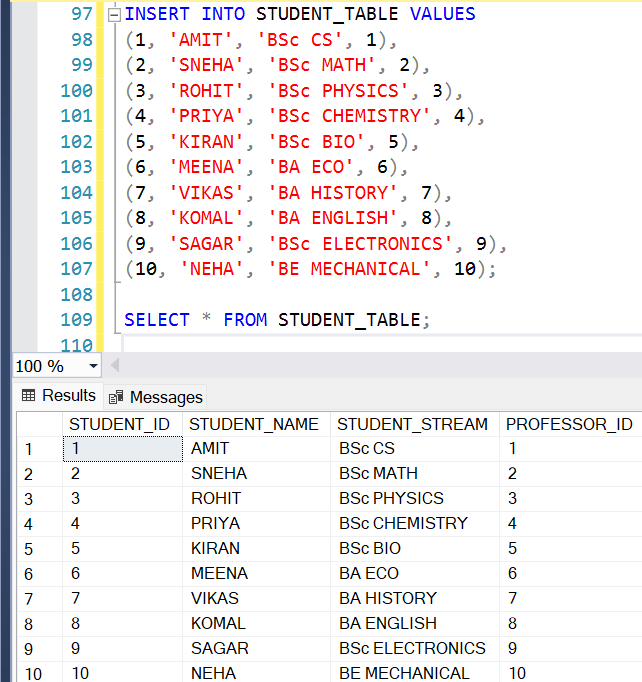 97 INSERT INTO STUDENT_TABLE VALUES
98 (1, 'AMIT', 'BSc CS', 1),
99 (2, 'SNEHA', 'BSc MATH', 2),
100 (3, 'ROHIT', 'BSc PHYSICS', 3),
101 (4, 'PRIYA', 'BSc CHEMISTRY', 4),
102 (5, 'KIRAN', 'BSc BIO', 5),
103 (6, 'MEENA', 'BA ECO', 6),
104 (7, 'VIKAS', 'BA HISTORY', 7),
105 (8, 'KOMAL', 'BA ENGLISH', 8),
106 (9, 'SAGAR', 'BSc ELECTRONICS', 9),
107 (10, 'NEHA', 'BE MECHANICAL', 10);
108
109 SELECT * FROM STUDENT_TABLE;
110
100 %
Results Messages
STUDENT_ID STUDENT_NAME STUDENT_STREAM PROFESSOR_ID
1 1 AMIT BSc CS 1
2 2 SNEHA BSc MATH 2
3 3 ROHIT BSc PHYSICS 3
4 4 PRIYA BSc CHEMISTRY 4
5 5 KIRAN BSc BIO 5
6 6 MEENA BA ECO 6
7 7 VIKAS BA HISTORY 7
8 8 KOMAL BA ENGLISH 8
9 9 SAGAR BSc ELECTRONICS 9
10 10 NEHA BE MECHANICAL 10